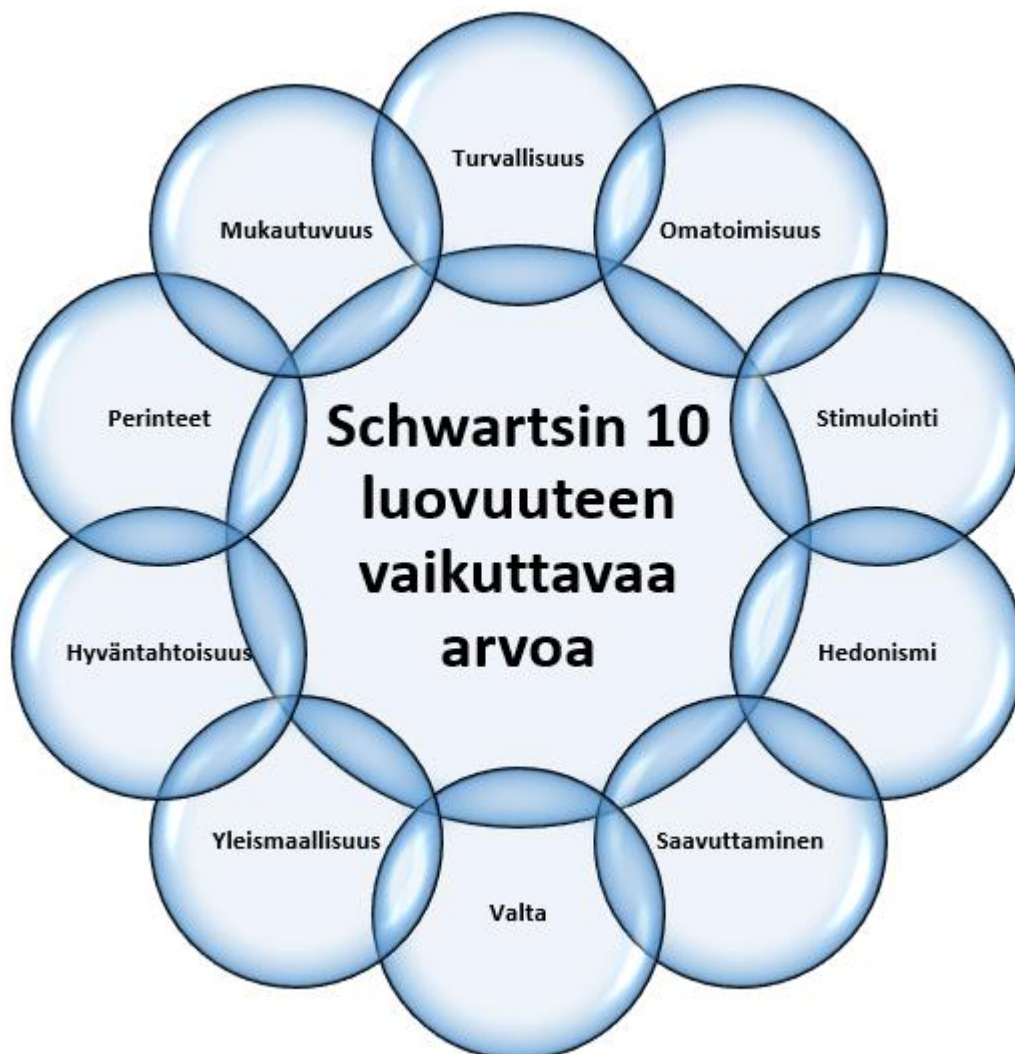 Turvallisuus
Omatoimisuus
Stimulointi
Hedonismi
Saavuttaminen
Valta
Yleismaallisuus
Hyväntahtoisuus
Perinteet
Mukautuvuus
Schwartsin 10
luovuuteen
vaikuttavaa
arvoa